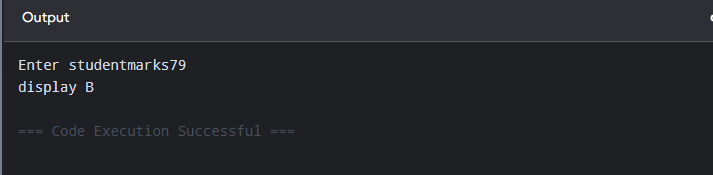 Output
Enter studentmarks79
display B
=== Code Execution Successful ===